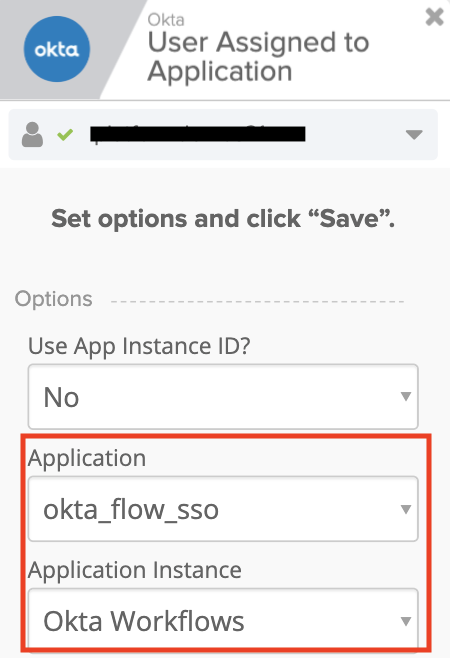 okta
Okta
User Assigned to
Application
Set options and click “Save”.
Options
Use App Instance ID?
No
Application
okta_flow_sso
Application Instance
Okta Workflows